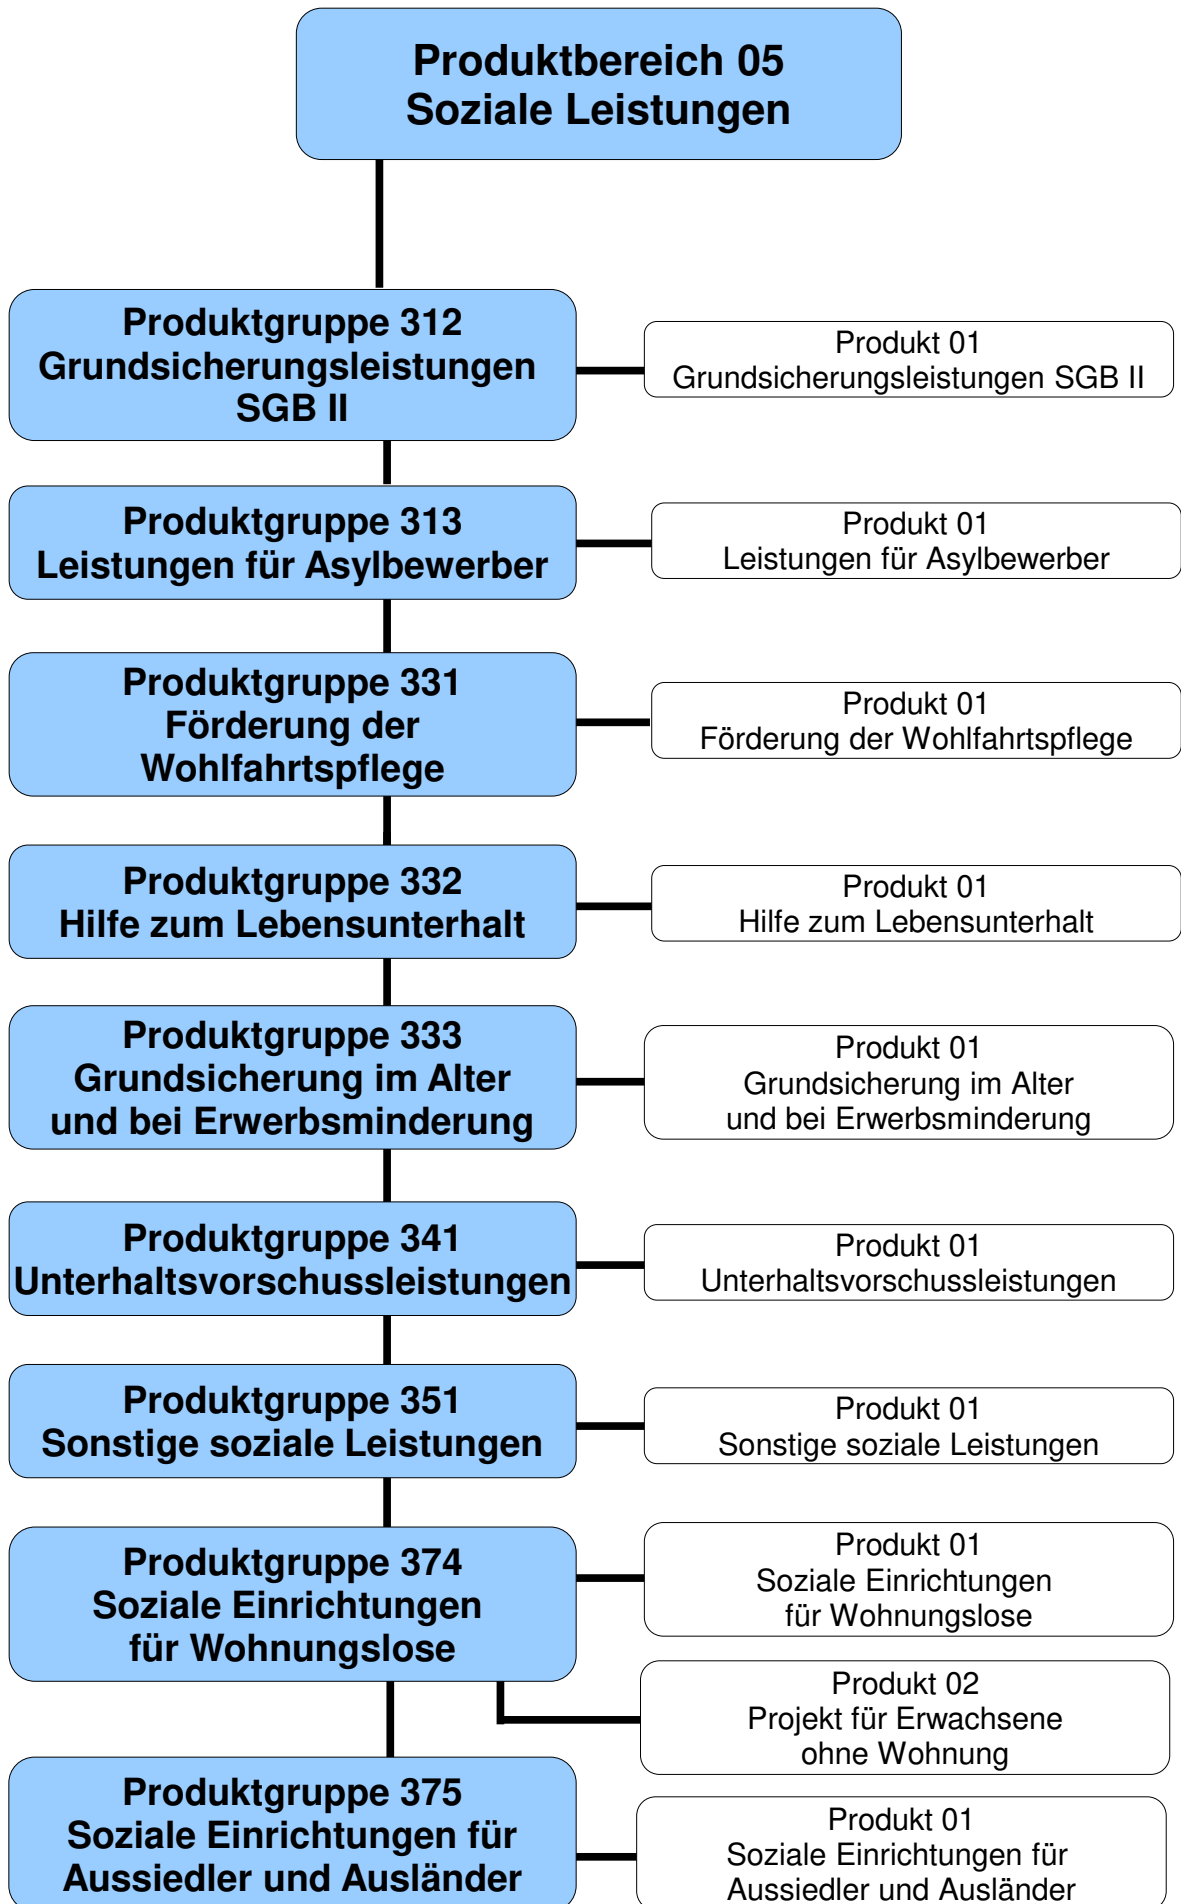 Produktbereich 05
Soziale Leistungen
Produktgruppe 312
Grundsicherungsleistungen
SGB II
Produkt 01
Grundsicherungsleistungen SGB II
Produktgruppe 313
Leistungen für Asylbewerber
Produkt 01
Leistungen für Asylbewerber
Produktgruppe 331
Förderung der
Wohlfahrtspflege
Produkt 01
Förderung der Wohlfahrtspflege
Produktgruppe 332
Hilfe zum Lebensunterhalt
Produkt 01
Hilfe zum Lebensunterhalt
Produktgruppe 333
Grundsicherung im Alter
und bei Erwerbsminderung
Produkt 01
Grundsicherung im Alter
und bei Erwerbsminderung
Produktgruppe 341
Unterhaltsvorschussleistungen
Produkt 01
Unterhaltsvorschussleistungen
Produktgruppe 351
Sonstige soziale Leistungen
Produkt 01
Sonstige soziale Leistungen
Produktgruppe 374
Soziale Einrichtungen
für Wohnungslose
Produkt 01
Soziale Einrichtungen
für Wohnungslose
Produkt 02
Projekt für Erwachsene
ohne Wohnung
Produktgruppe 375
Soziale Einrichtungen für
Aussiedler und Ausländer
Produkt 01
Soziale Einrichtungen für
Aussiedler und Ausländer